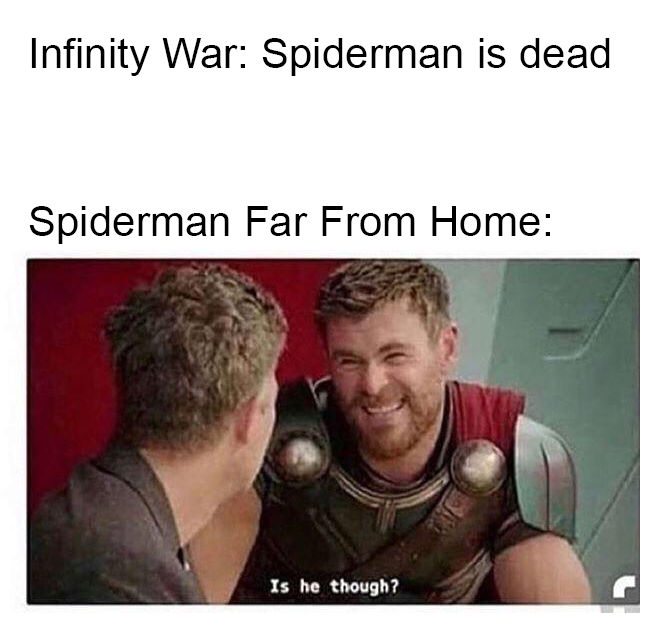 Infinity War: Spiderman is dead
Spiderman Far From Home:
Is he though?